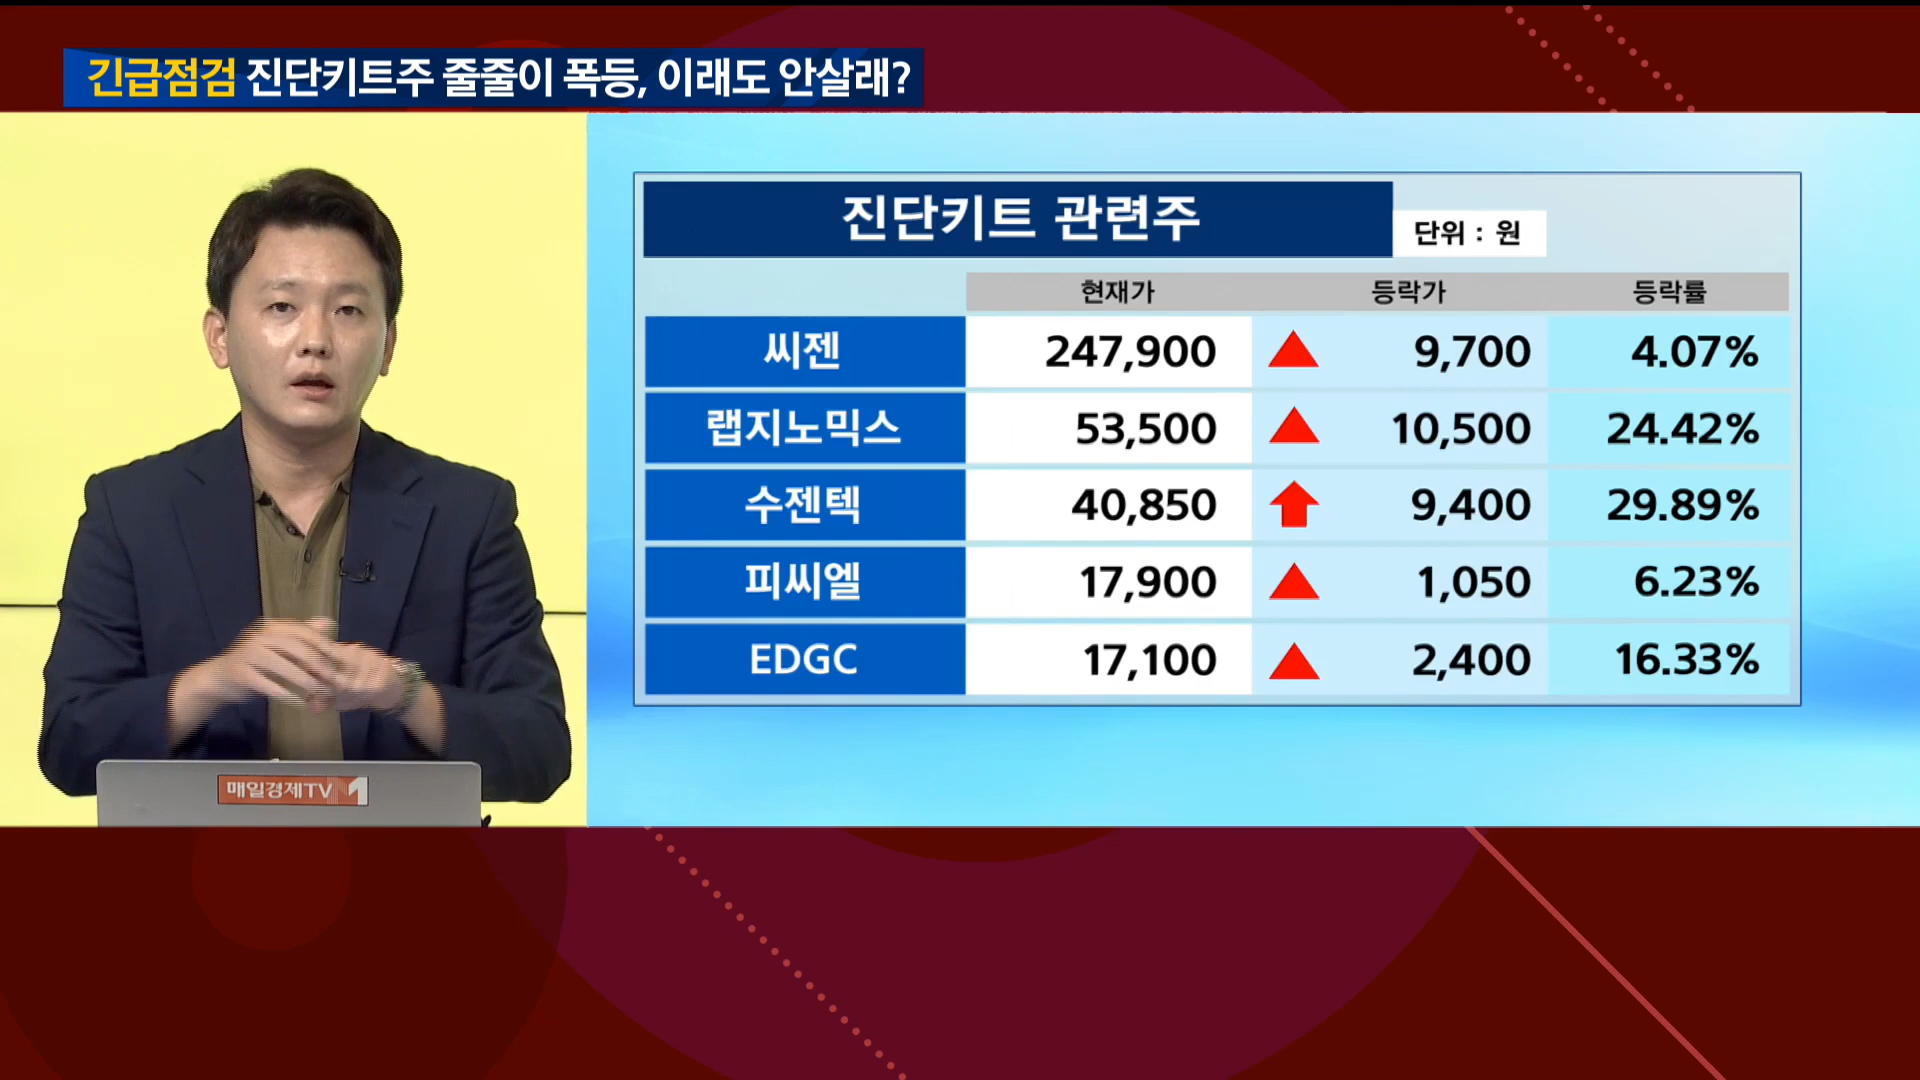 긴급점검 진단키트주 줄줄이 폭등, 이래도 안살래?
진단키트 관련주
단위 : 원
현재가 등락가 등락률
씨젠 247,900 ▲ 9,700 4.07%
랩지노믹스 53,500 ▲ 10,500 24.42%
수젠텍 40,850 ⬆ 9,400 29.89%
피씨엘 17,900 ▲ 1,050 6.23%
EDGC 17,100 ▲ 2,400 16.33%
매일경제TV